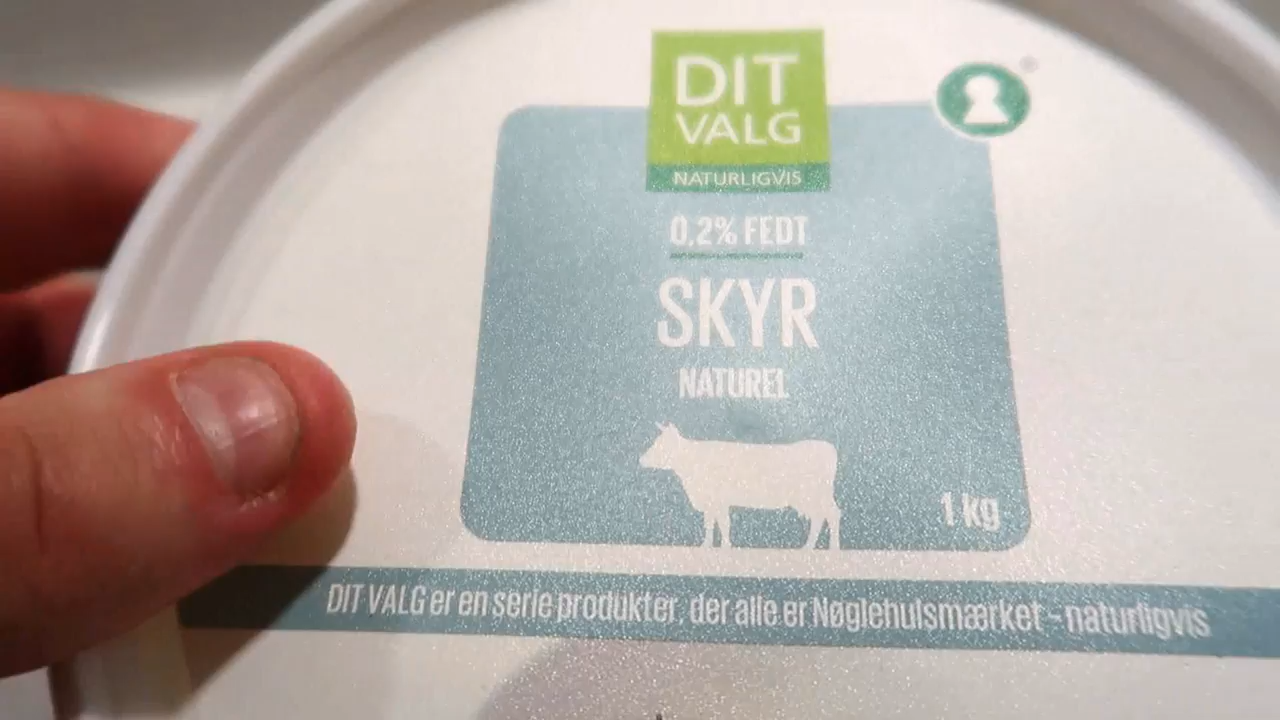 DIT
VALG
NATURLIGVIS
0,2% FEDT
SKYR
NATUREL
1 kg
DIT VALG er en serie produkter, der alle er Nøglehulsmærket - naturligvis